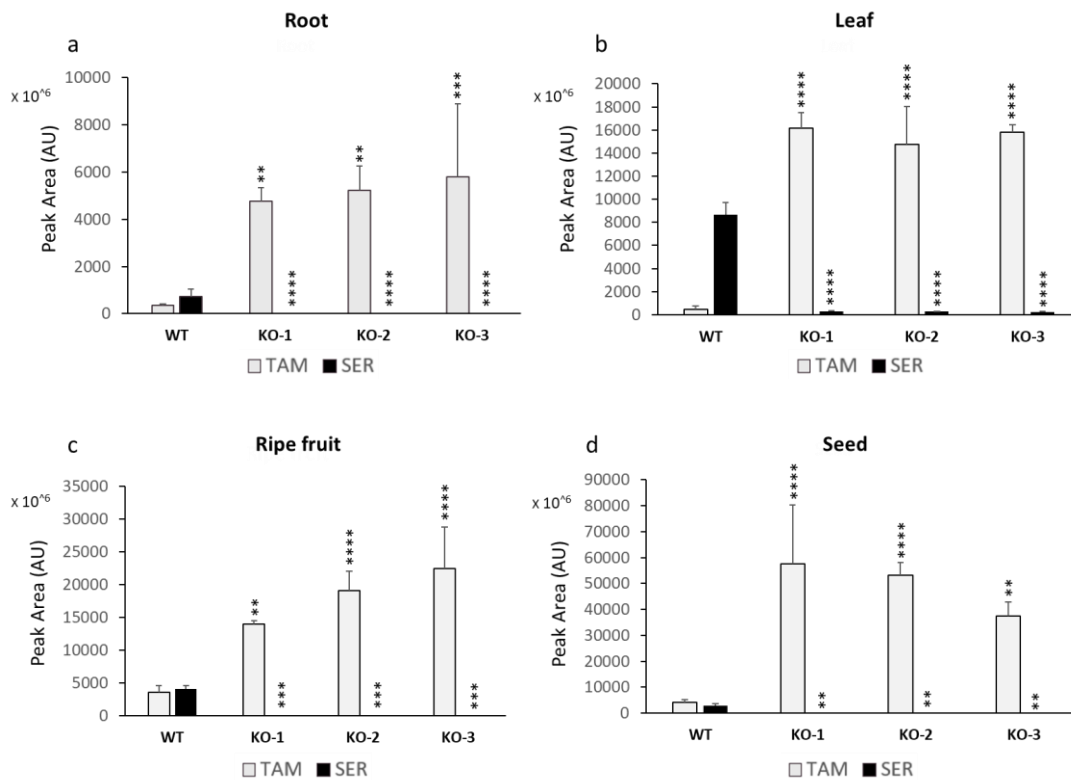 Root
a
x 10^6
Peak Area (AU)
10000
8000
6000
4000
2000
0
**
**
***
****
****
****
WT KO-1 KO-2 KO-3
TAM SER
Leaf
b
x 10^6
Peak Area (AU)
20000
18000
16000
14000
12000
10000
8000
6000
4000
2000
0
****
****
****
****
****
****
WT KO-1 KO-2 KO-3
TAM SER
Ripe fruit
c
x 10^6
Peak Area (AU)
35000
30000
25000
20000
15000
10000
5000
0
**
****
****
***
***
***
WT KO-1 KO-2 KO-3
TAM SER
Seed
d
x 10^6
Peak Area (AU)
90000
80000
70000
60000
50000
40000
30000
20000
10000
0
****
****
**
**
**
**
WT KO-1 KO-2 KO-3
TAM SER